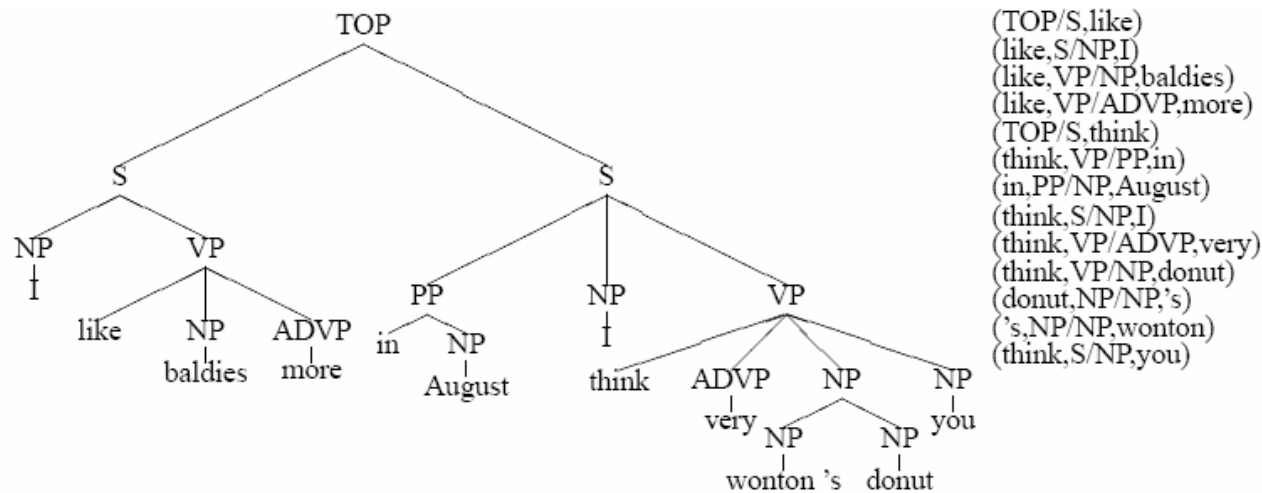 TOP
S S
NP VP
I
PP NP VP
I
like NP ADVP
baldies more
in NP
August
think ADVP NP NP
very you
NP NP
wonton 's donut
(TOP/S,like)
(like,S/NP,I)
(like,VP/NP,baldies)
(like,VP/ADVP,more)
(TOP/S,think)
(think,VP/PP,in)
(in,PP/NP,August)
(think,S/NP,I)
(think,VP/ADVP,very)
(think,VP/NP,donut)
(donut,NP/NP,'s)
('s,NP/NP,wonton)
(think,S/NP,you)